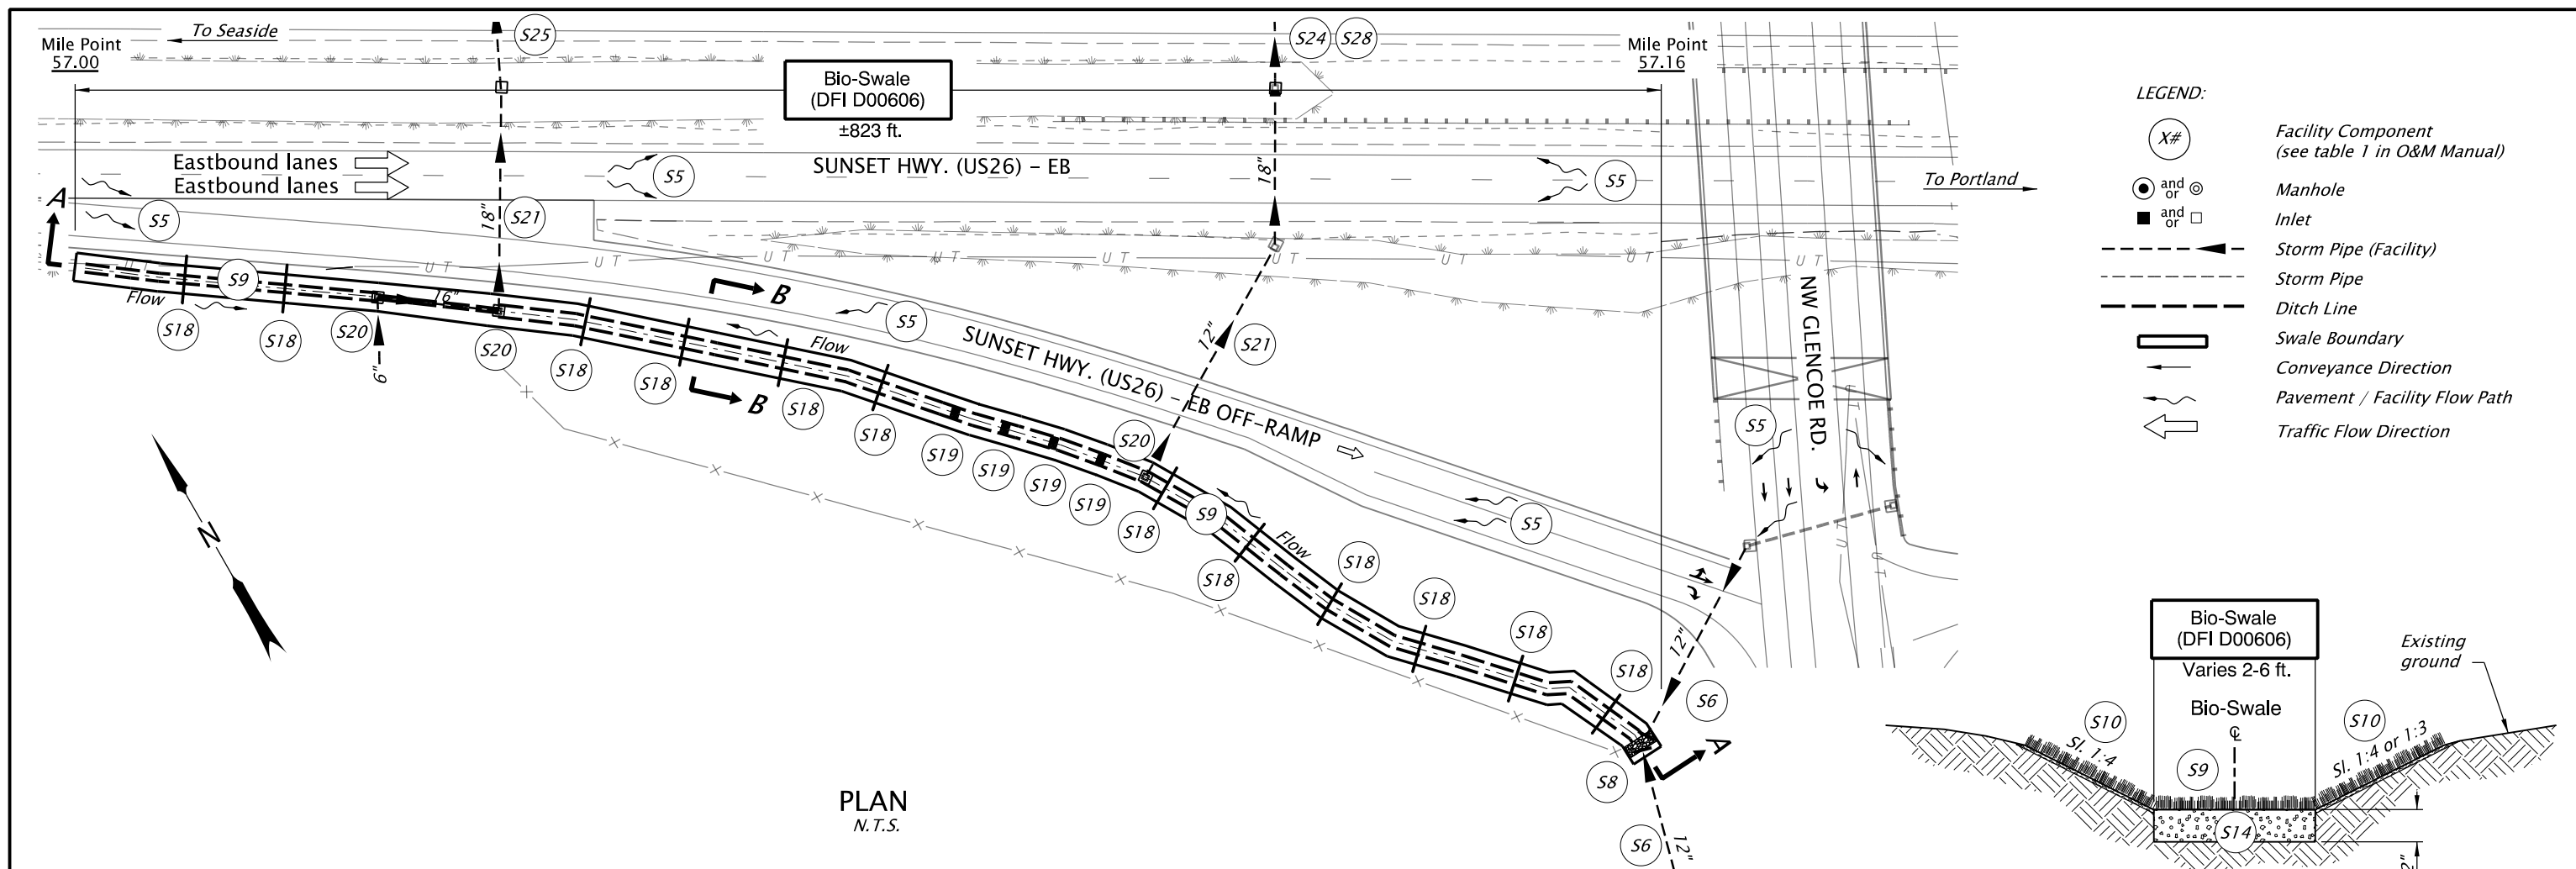 To Seaside
Mile Point
57.00
S25
S24
S28
Mile Point
57.16
Bio-Swale
(DFI D00606)
±823 ft.
Eastbound lanes
Eastbound lanes
SUNSET HWY. (US26) – EB
S5
S5
To Portland
18"
18"
A
S5
S21
U T
U T
U T
U T
U T
U T
U T
U T
S9
Flow
16"
B
S5
S18
S18
S20
S20
6"
S18
S18
B
Flow
S18
S18
SUNSET HWY. (US26) – EB OFF-RAMP
12"
S21
NW GLENCOE RD.
S5
S19
S19
S19
S19
S20
S18
S9
S5
Flow
S18
S18
S18
S18
S18
12"
S6
S8
A
S6
12"
U T
U T
U T
N
PLAN
N.T.S.
LEGEND:
X#
Facility Component
(see table 1 in O&M Manual)
and
or
Manhole
and
or
Inlet
Storm Pipe (Facility)
Storm Pipe
Ditch Line
Swale Boundary
Conveyance Direction
Pavement / Facility Flow Path
Traffic Flow Direction
Bio-Swale
(DFI D00606)
Varies 2-6 ft.
Bio-Swale
℄
Existing
ground
S10
S10
Sl. 1:4
Sl. 1:4 or 1:3
S9
S14